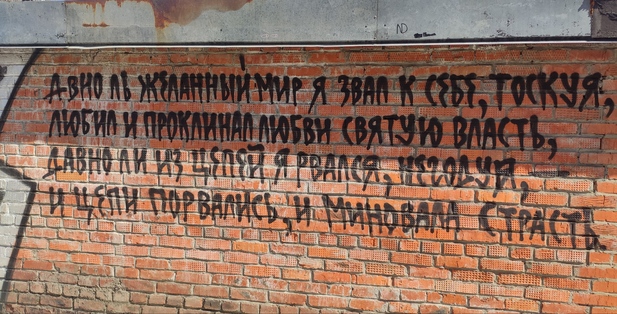 ДВНО ЛЬ ЖЕЛАННЫЙ МИР Я ЗВАЛ К СЕБЕ, ТОСКУЯ,
ЛЮБИЛ И ПРОКЛИНАЛ ЛЮБВИ СВЯТУЮ ВЛАСТЬ,
ДАВНО ЛИ ИЗ ЦЕПЕЙ Я РВАЛСЯ, НЕГОДУЯ,
И ЦЕПИ ПОРВАЛИСЬ, И МИНОВАЛА СТРАСТЬ.